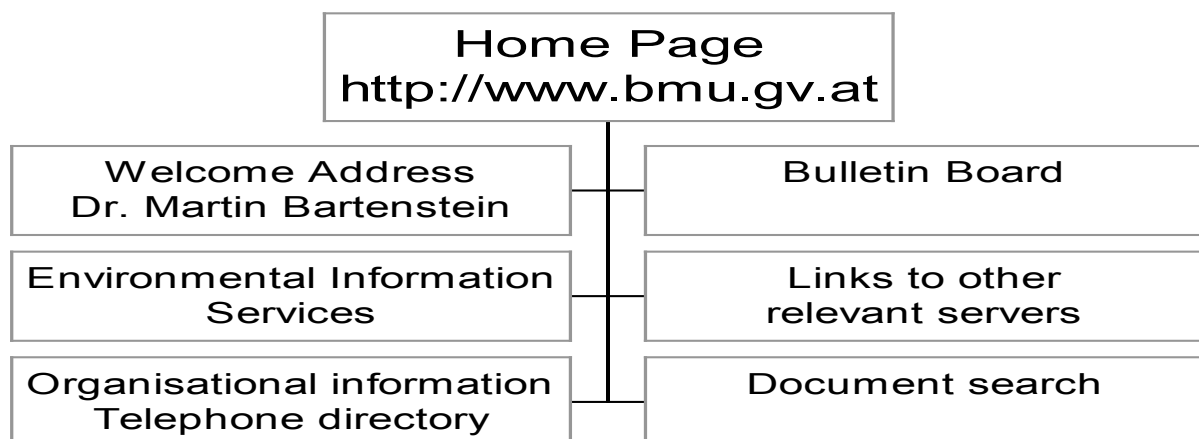 Home Page
http://www.bmu.gv.at
Welcome Address
Dr. Martin Bartenstein
Bulletin Board
Environmental Information
Services
Links to other
relevant servers
Organisational information
Telephone directory
Document search